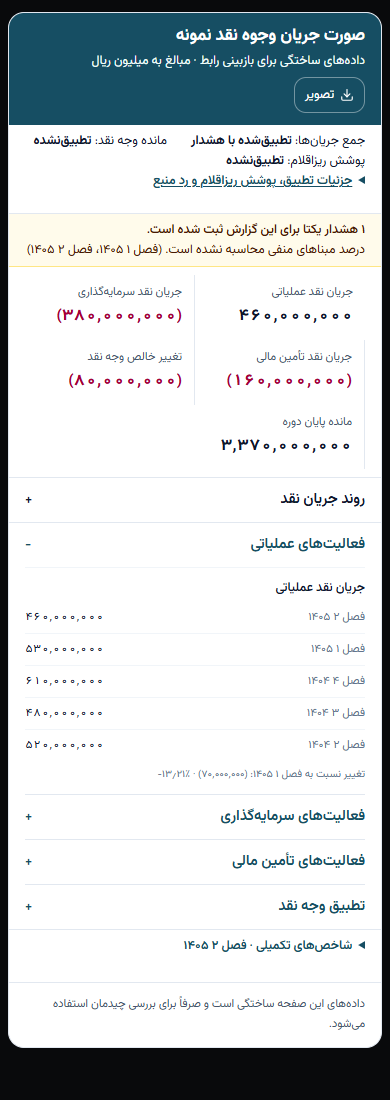 صورت جریان وجوه نقد نمونه
داده‌های ساختگی برای بازبینی رابط · مبالغ به میلیون ریال
تصویر
جمع جریان‌ها: تطبیق‌شده با هشدار مانده وجه نقد: تطبیق‌نشده
پوشش ریزاقلام: تطبیق‌نشده
◀ جزئیات تطبیق، پوشش ریزاقلام و رد منبع
۱ هشدار یکتا برای این گزارش ثبت شده است.
درصد مبناهای منفی محاسبه نشده است. (فصل ۱ ۱۴۰۵، فصل ۲ ۱۴۰۵)
جریان نقد عملیاتی
۴۶۰,۰۰۰,۰۰۰
جریان نقد سرمایه‌گذاری
(۳۸۰,۰۰۰,۰۰۰)
جریان نقد تأمین مالی
(۱۶۰,۰۰۰,۰۰۰)
تغییر خالص وجه نقد
(۸۰,۰۰۰,۰۰۰)
مانده پایان دوره
۳,۳۷۰,۰۰۰,۰۰۰
روند جریان نقد +
فعالیت‌های عملیاتی −
جریان نقد عملیاتی
فصل ۲ ۱۴۰۵ ۴۶۰,۰۰۰,۰۰۰
فصل ۱ ۱۴۰۵ ۵۳۰,۰۰۰,۰۰۰
فصل ۴ ۱۴۰۴ ۶۱۰,۰۰۰,۰۰۰
فصل ۳ ۱۴۰۴ ۴۸۰,۰۰۰,۰۰۰
فصل ۲ ۱۴۰۴ ۵۲۰,۰۰۰,۰۰۰
تغییر نسبت به فصل ۱ ۱۴۰۵: (۷۰,۰۰۰,۰۰۰) · ‎-۱۳٫۲۱٪
فعالیت‌های سرمایه‌گذاری +
فعالیت‌های تأمین مالی +
تطبیق وجه نقد +
◀ شاخص‌های تکمیلی · فصل ۲ ۱۴۰۵
داده‌های این صفحه ساختگی است و صرفاً برای بررسی چیدمان استفاده
می‌شود.